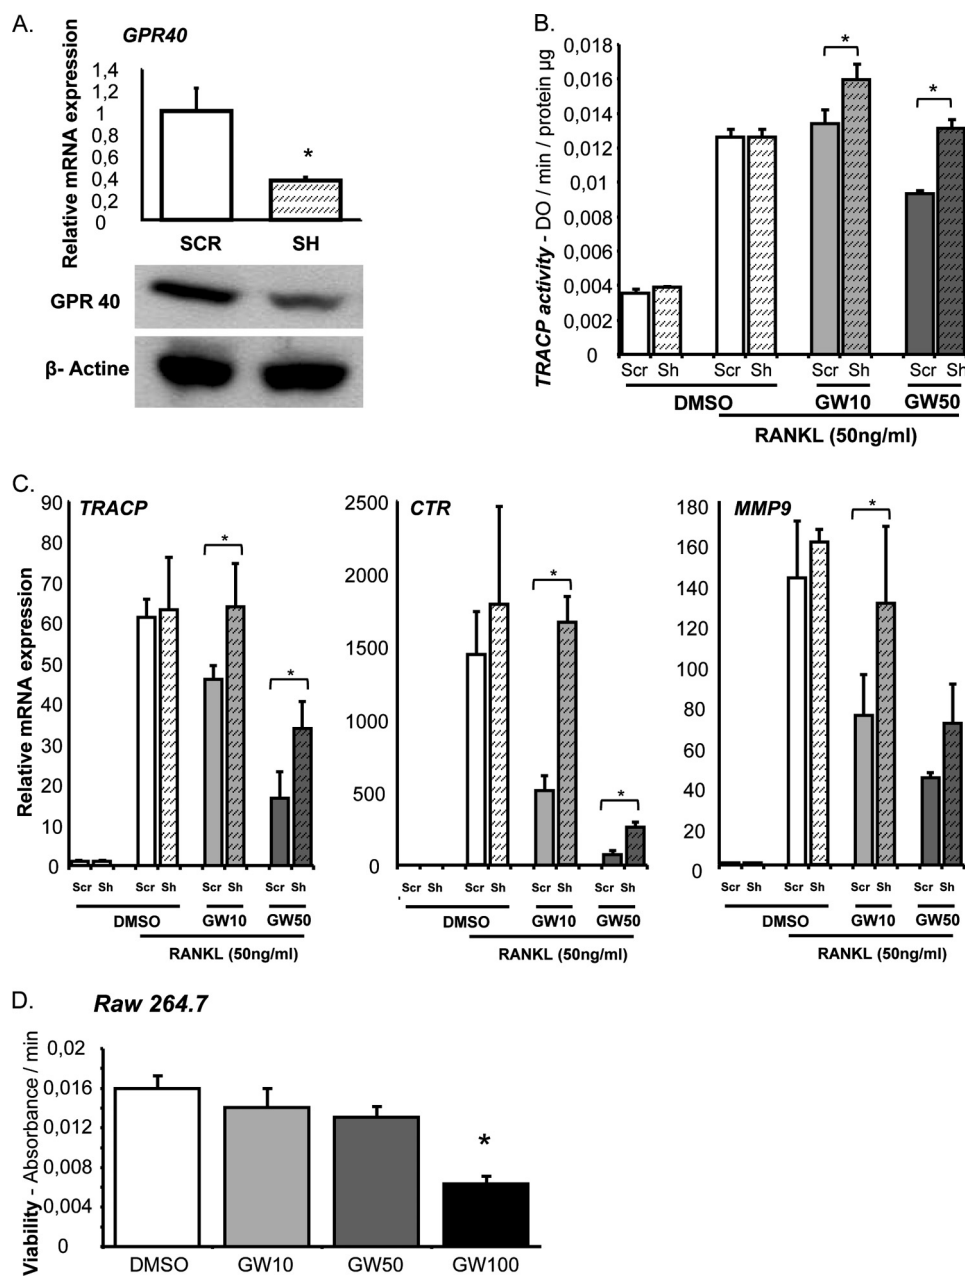 A.
GPR40
Relative mRNA expression
1,4
1,2
1
0,8
0,6
0,4
0,2
0
*
SCR SH
GPR 40
β- Actine
B.
TRACP activity - DO / min / protein µg
0,018
0,016
0,014
0,012
0,01
0,008
0,006
0,004
0,002
0
*
*
Scr Sh Scr Sh Scr Sh Scr Sh
DMSO GW10 GW50
RANKL (50ng/ml)
C.
Relative mRNA expression
TRACP
90
80
70
60
50
40
30
20
10
0
*
*
Scr Sh Scr Sh Scr Sh Scr Sh
DMSO GW10 GW50
RANKL (50ng/ml)
CTR
2500
2000
1500
1000
500
0
*
*
Scr Sh Scr Sh Scr Sh Scr Sh
DMSO GW10 GW50
RANKL (50ng/ml)
MMP9
180
160
140
120
100
80
60
40
20
0
*
Scr Sh Scr Sh Scr Sh Scr Sh
DMSO GW10 GW50
RANKL (50ng/ml)
D.
Raw 264.7
Viability - Absorbance / min
0,02
0,016
0,012
0,008
0,004
0
*
DMSO GW10 GW50 GW100